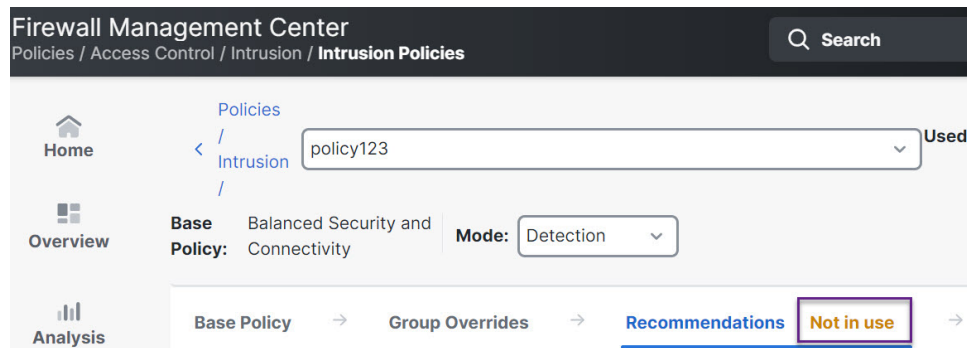 Firewall Management Center
Policies / Access Control / Intrusion / Intrusion Policies
Search
Home
Overview
Analysis
Policies
/
Intrusion
/
policy123
Used
Base Policy:
Balanced Security and
Connectivity
Mode:
Detection
Base Policy → Group Overrides → Recommendations Not in use →